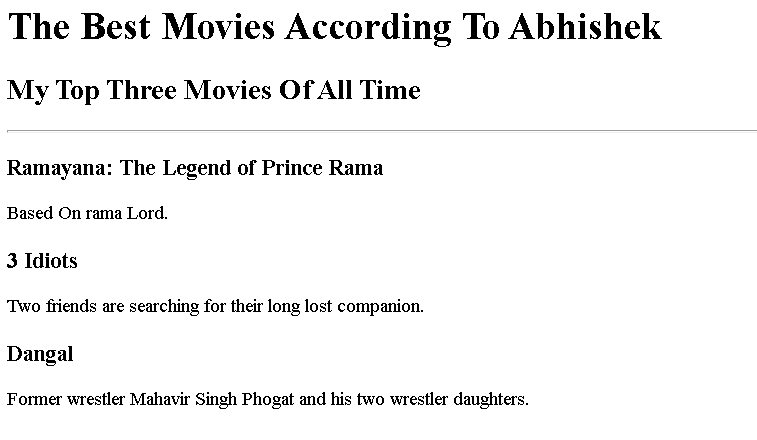 The Best Movies According To Abhishek
My Top Three Movies Of All Time
Ramayana: The Legend of Prince Rama
Based On rama Lord.
3 Idiots
Two friends are searching for their long lost companion.
Dangal
Former wrestler Mahavir Singh Phogat and his two wrestler daughters.